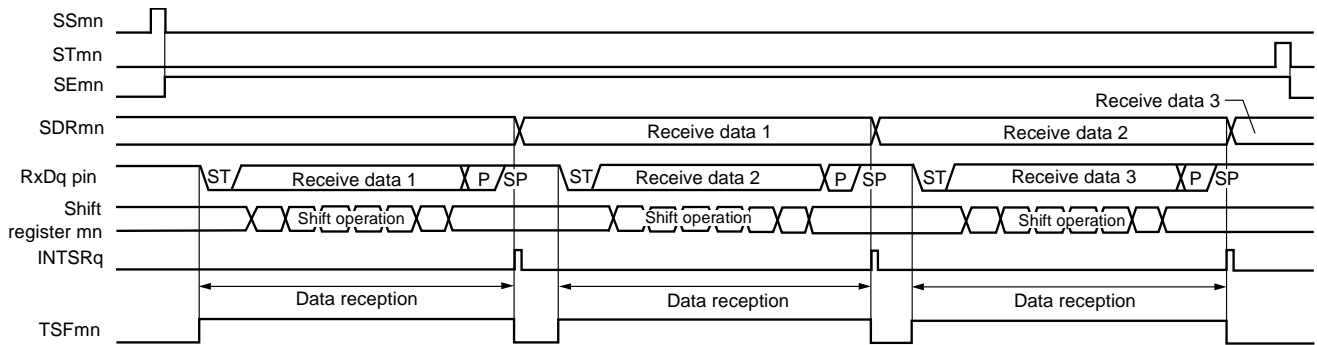 SSmn
STmn
SEmn
Receive data 3
SDRmn Receive data 1 Receive data 2
RxDq pin ST Receive data 1 P SP ST Receive data 2 P SP ST Receive data 3 P SP
Shift
register mn Shift operation Shift operation Shift operation
INTSRq
Data reception Data reception Data reception
TSFmn